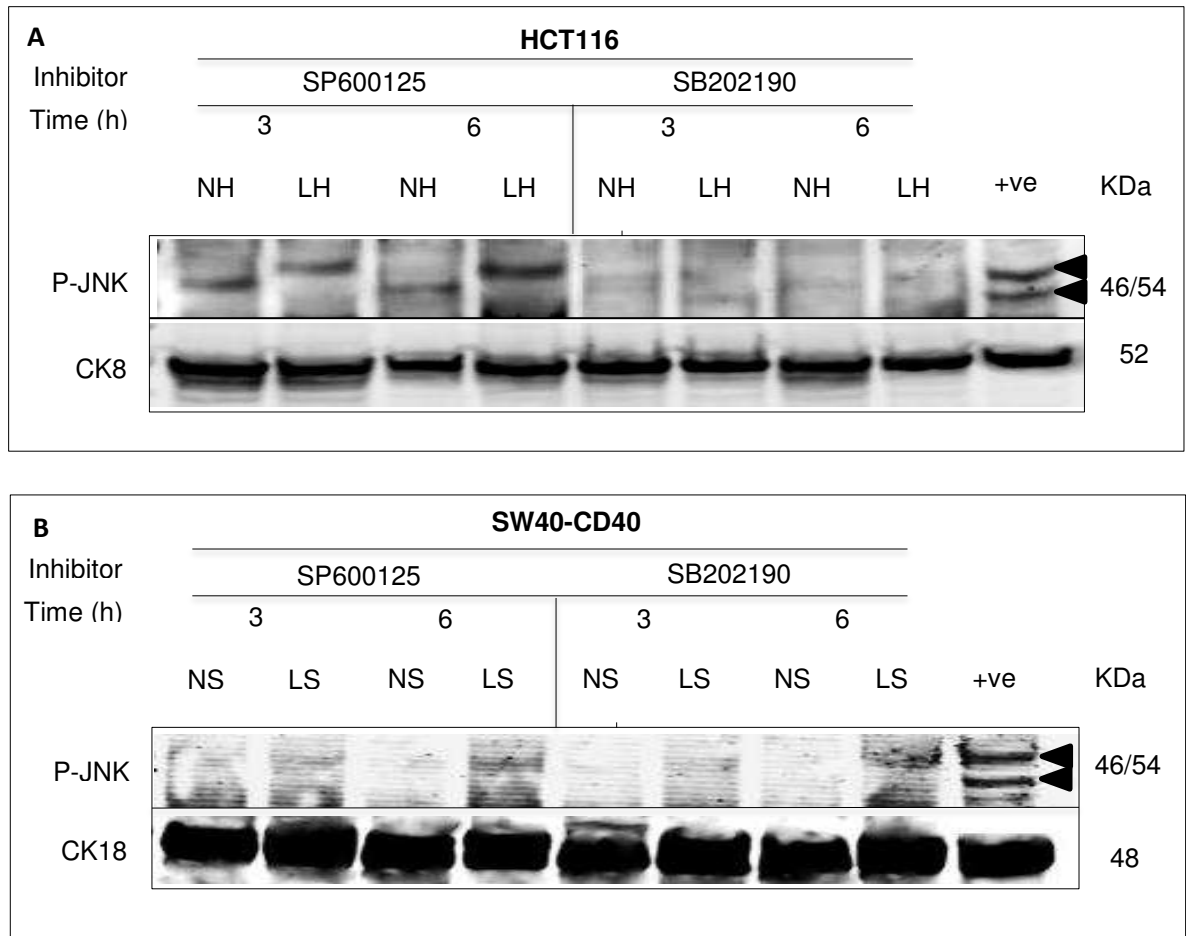 A
HCT116
Inhibitor SP600125 SB202190
Time (h) 3 6 3 6
NH LH NH LH NH LH NH LH +ve KDa
P-JNK 46/54
CK8 52
B
SW40-CD40
Inhibitor SP600125 SB202190
Time (h) 3 6 3 6
NS LS NS LS NS LS NS LS +ve KDa
P-JNK 46/54
CK18 48